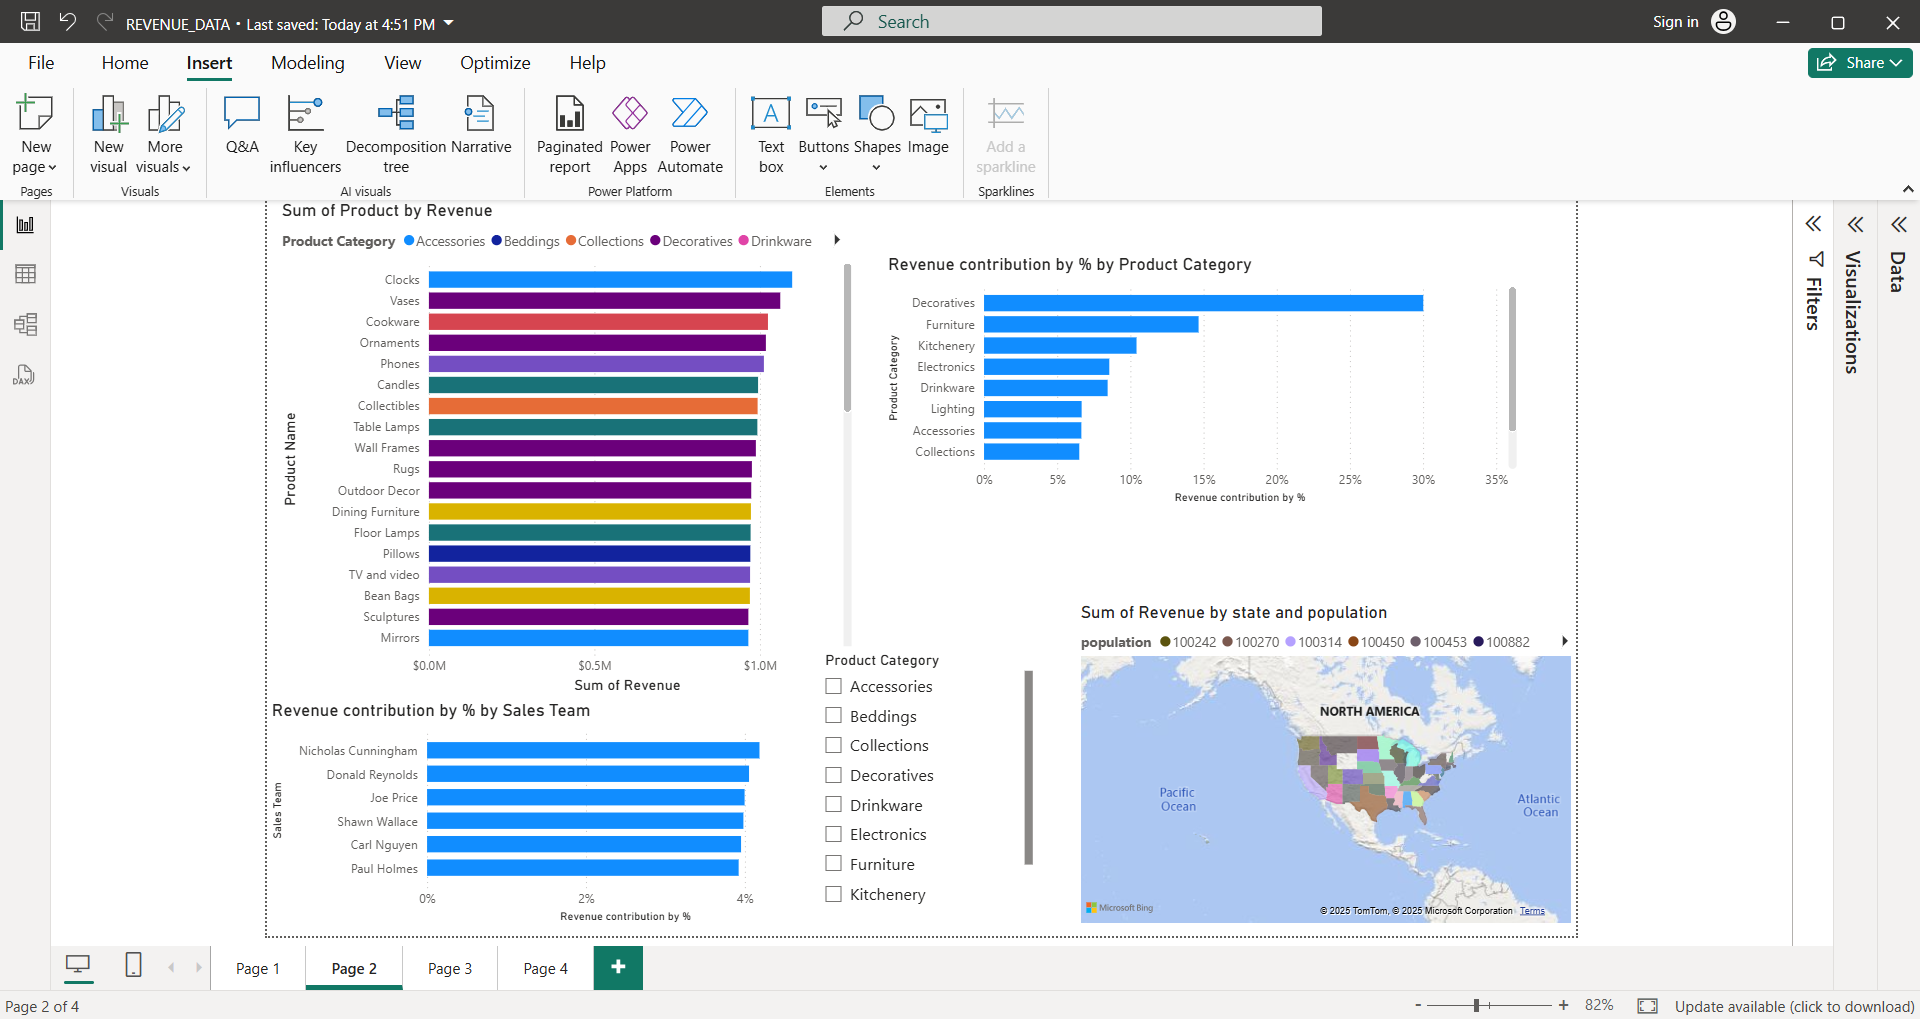 REVENUE_DATA • Last saved: Today at 4:51 PM
Search
Sign in
File Home Insert Modeling View Optimize Help
Share
New page
New visual
More visuals
Q&A
Key influencers
Decomposition tree
Narrative
Paginated report
Power Apps
Power Automate
Text box
Buttons
Shapes
Image
Add a sparkline
Pages
Visuals
AI visuals
Power Platform
Elements
Sparklines
DAX
Sum of Product by Revenue
Product Category Accessories Beddings Collections Decoratives Drinkware
Product Name
Clocks
Vases
Cookware
Ornaments
Phones
Candles
Collectibles
Table Lamps
Wall Frames
Rugs
Outdoor Decor
Dining Furniture
Floor Lamps
Pillows
TV and video
Bean Bags
Sculptures
Mirrors
$0.0M $0.5M $1.0M
Sum of Revenue
Revenue contribution by % by Product Category
Product Category
Decoratives
Furniture
Kitchenery
Electronics
Drinkware
Lighting
Accessories
Collections
0% 5% 10% 15% 20% 25% 30% 35%
Revenue contribution by %
Revenue contribution by % by Sales Team
Sales Team
Nicholas Cunningham
Donald Reynolds
Joe Price
Shawn Wallace
Carl Nguyen
Paul Holmes
0% 2% 4%
Revenue contribution by %
Product Category
Accessories
Beddings
Collections
Decoratives
Drinkware
Electronics
Furniture
Kitchenery
Sum of Revenue by state and population
population 100242 100270 100314 100450 100453 100882
NORTH AMERICA
Pacific
Ocean
Atlantic
Ocean
Microsoft Bing
© 2025 TomTom, © 2025 Microsoft Corporation Terms
Filters
Visualizations
Data
Page 1 Page 2 Page 3 Page 4 +
Page 2 of 4
- + 82%
Update available (click to download)